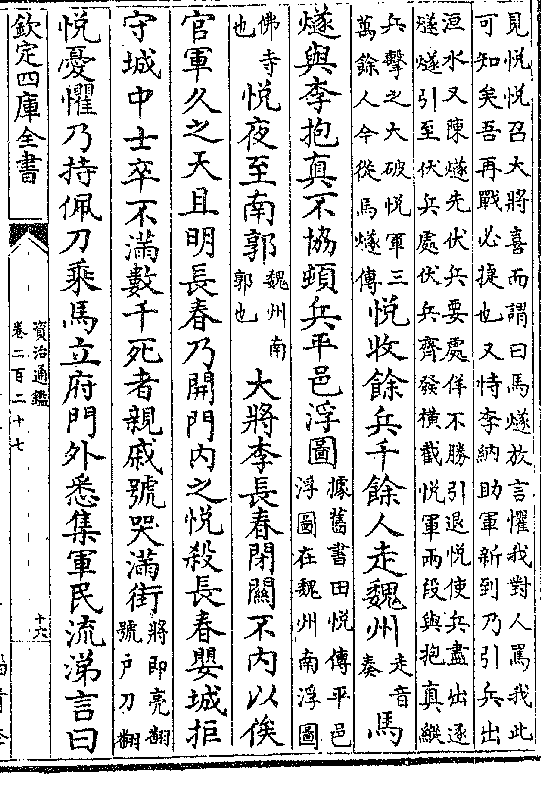 見悅悅召大將喜而謂曰馬燧放言懼我對人罵我此
可知矣吾再戰必捷也又恃李納助軍新到乃引兵出
洹水又陳燧先伏兵要處佯不勝引退悅使兵盡出逐
燧燧引至伏兵處伏兵齊發橫截悅軍兩段與抱真縱
兵擊之大破悅軍三
萬餘人今從馬燧傳
悅收餘兵千餘人走魏州
走音
奏
馬
燧與李抱真不協頓兵平邑浮圖
據舊書田悅傳平邑
浮圖在魏州南浮圖
佛寺
也
悅夜至南郭
魏州南
郭也
大將李長春閉關不内以俟
官軍久之天且明長春乃開門内之悅殺長春嬰城拒
守城中士卒不滿數千死者親戚號哭滿街
將即亮翻
號戶刀翻
悅憂懼乃持佩刀乘馬立府門外悉集軍民流涕言曰
欽定四庫全書
資治通鑑
卷二百二十七
十六